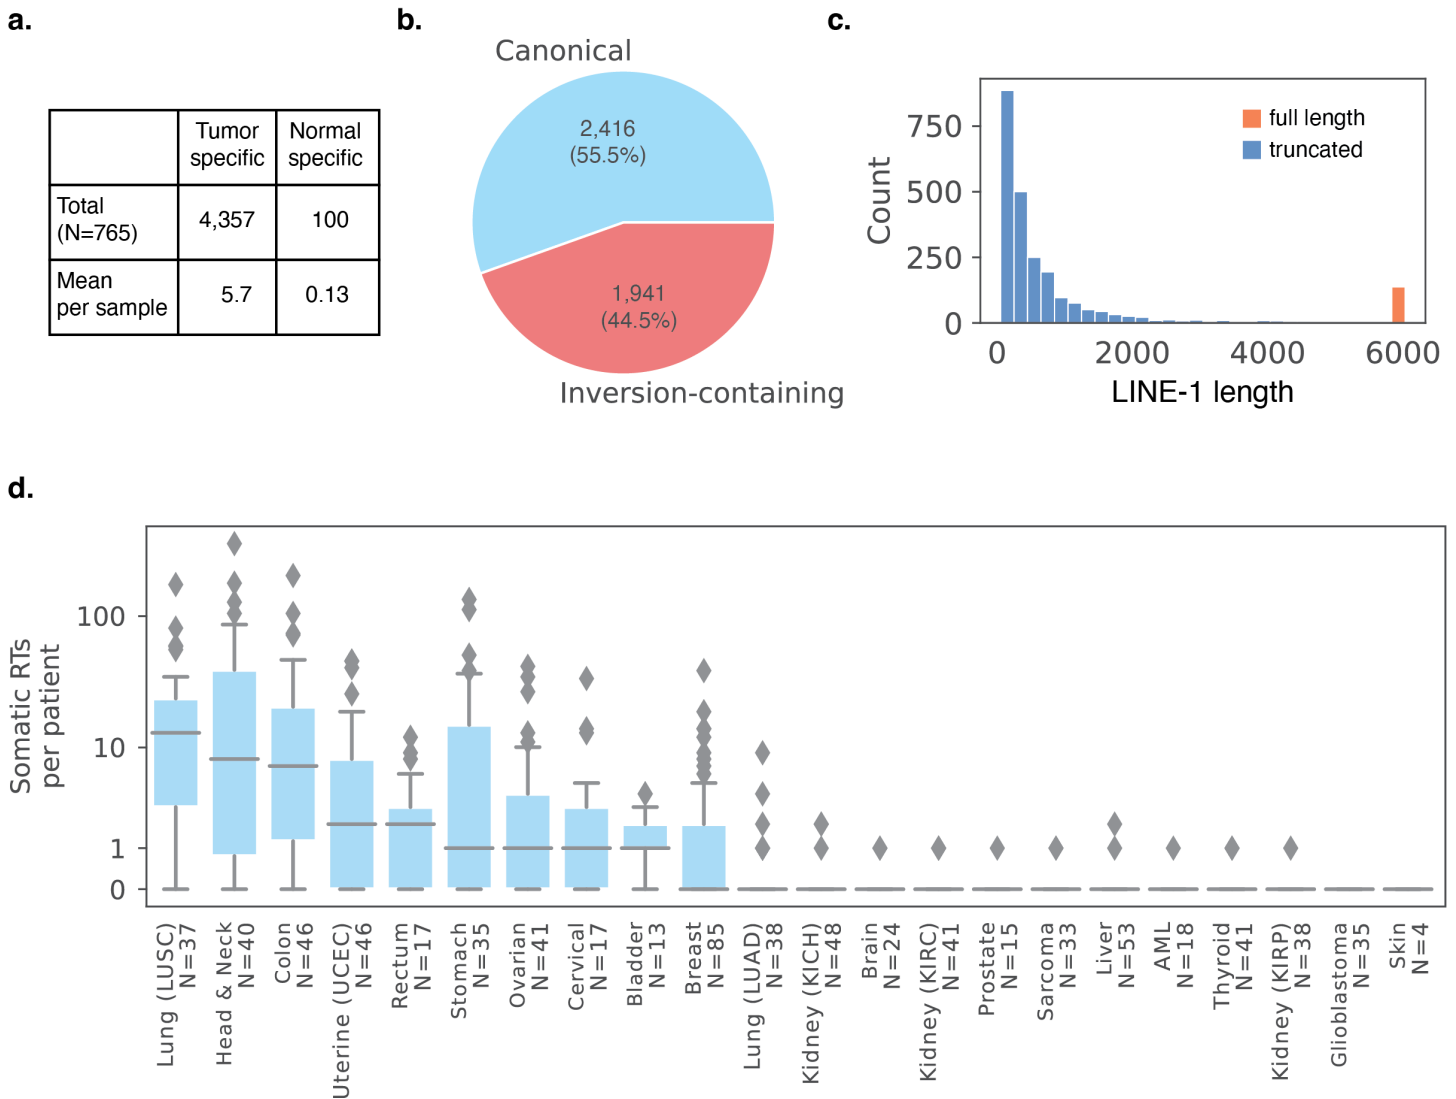 a.
Tumor
specific
Normal
specific
Total
(N=765)
4,357
100
Mean
per sample
5.7
0.13
b.
Canonical
2,416
(55.5%)
1,941
(44.5%)
Inversion-containing
c.
Count
750
500
250
0
full length
truncated
0
2000
4000
6000
LINE-1 length
d.
Somatic RTs
per patient
100
10
1
0
Lung (LUSC)
N=37
Head & Neck
N=40
Colon
N=46
Uterine (UCEC)
N=46
Rectum
N=17
Stomach
N=35
Ovarian
N=41
Cervical
N=17
Bladder
N=13
Breast
N=85
Lung (LUAD)
N=38
Kidney (KICH)
N=48
Brain
N=24
Kidney (KIRC)
N=41
Prostate
N=15
Sarcoma
N=33
Liver
N=53
AML
N=18
Thyroid
N=41
Kidney (KIRP)
N=38
Glioblastoma
N=35
Skin
N=4